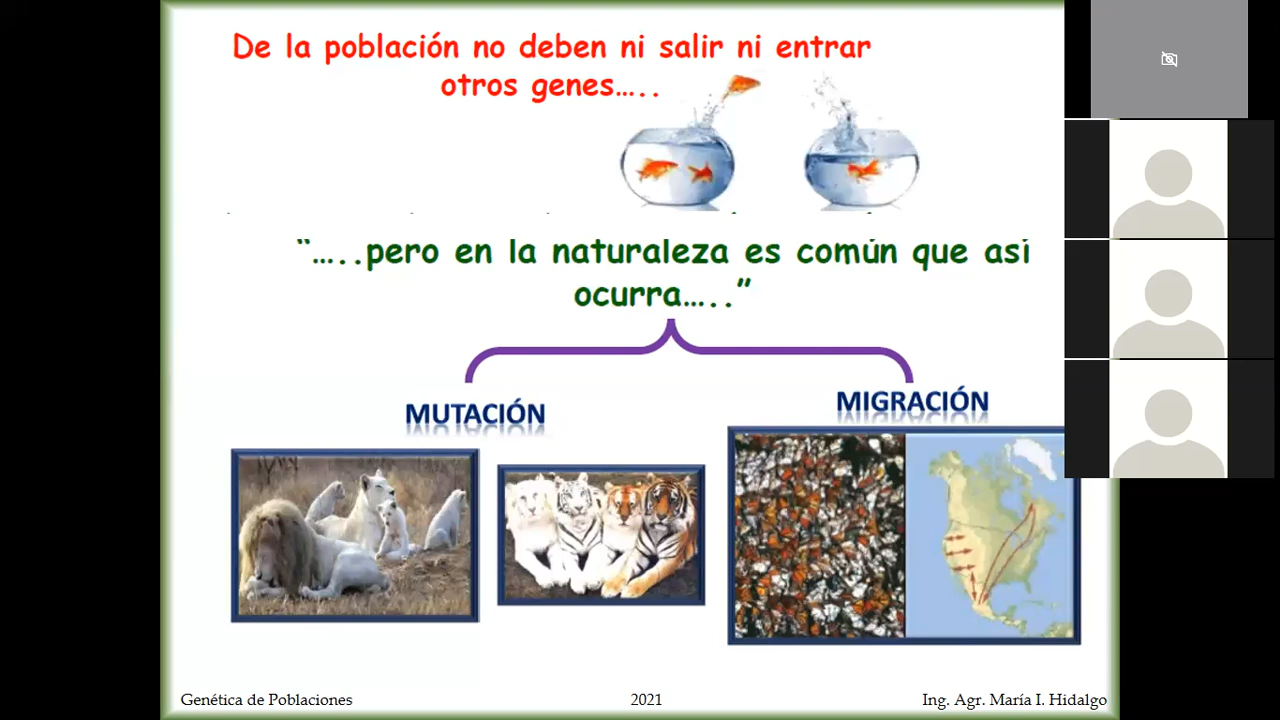 De la población no deben ni salir ni entrar
otros genes.....
“.....pero en la naturaleza es común que así
ocurra.....”
MUTACIÓN
MIGRACIÓN
Genética de Poblaciones
2021
Ing. Agr. María I. Hidalgo